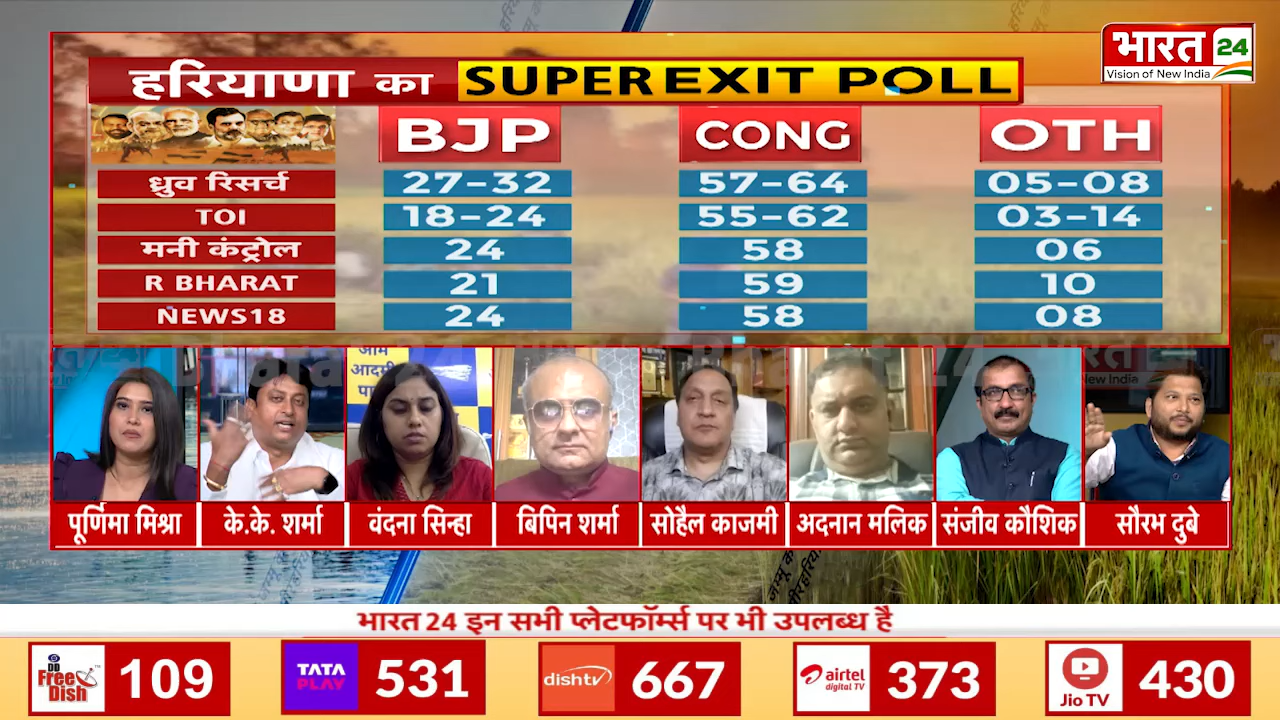 भारत 24
Vision of New India
हरियाणा का SUPER EXIT POLL
BJP CONG OTH
ध्रुव रिसर्च 27-32 57-64 05-08
TOI 18-24 55-62 03-14
मनी कंट्रोल 24 58 06
R BHARAT 21 59 10
NEWS18 24 58 08
आम
आदमी
पूर्णिमा मिश्रा के.के. शर्मा वंदना सिन्हा बिपिन शर्मा सोहैल काजमी अदनान मलिक संजीव कौशिक सौरभ दुबे
भारत 24 इन सभी प्लेटफॉर्म्स पर भी उपलब्ध है
DD Free Dish 109 TATA PLAY 531 dishtv 667 airtel digital TV 373 Jio TV 430